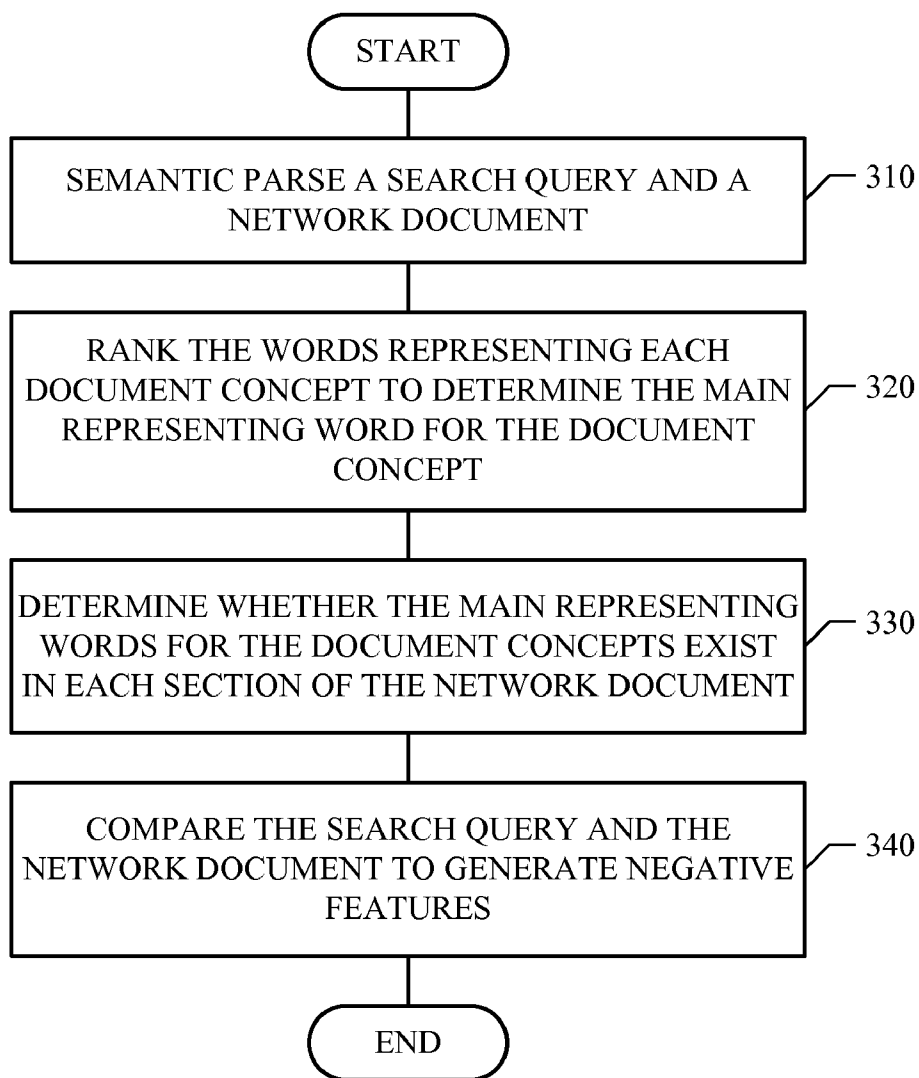 START
SEMANTIC PARSE A SEARCH QUERY AND A
NETWORK DOCUMENT
310
RANK THE WORDS REPRESENTING EACH
DOCUMENT CONCEPT TO DETERMINE THE MAIN
REPRESENTING WORD FOR THE DOCUMENT
CONCEPT
320
DETERMINE WHETHER THE MAIN REPRESENTING
WORDS FOR THE DOCUMENT CONCEPTS EXIST
IN EACH SECTION OF THE NETWORK DOCUMENT
330
COMPARE THE SEARCH QUERY AND THE
NETWORK DOCUMENT TO GENERATE NEGATIVE
FEATURES
340
END